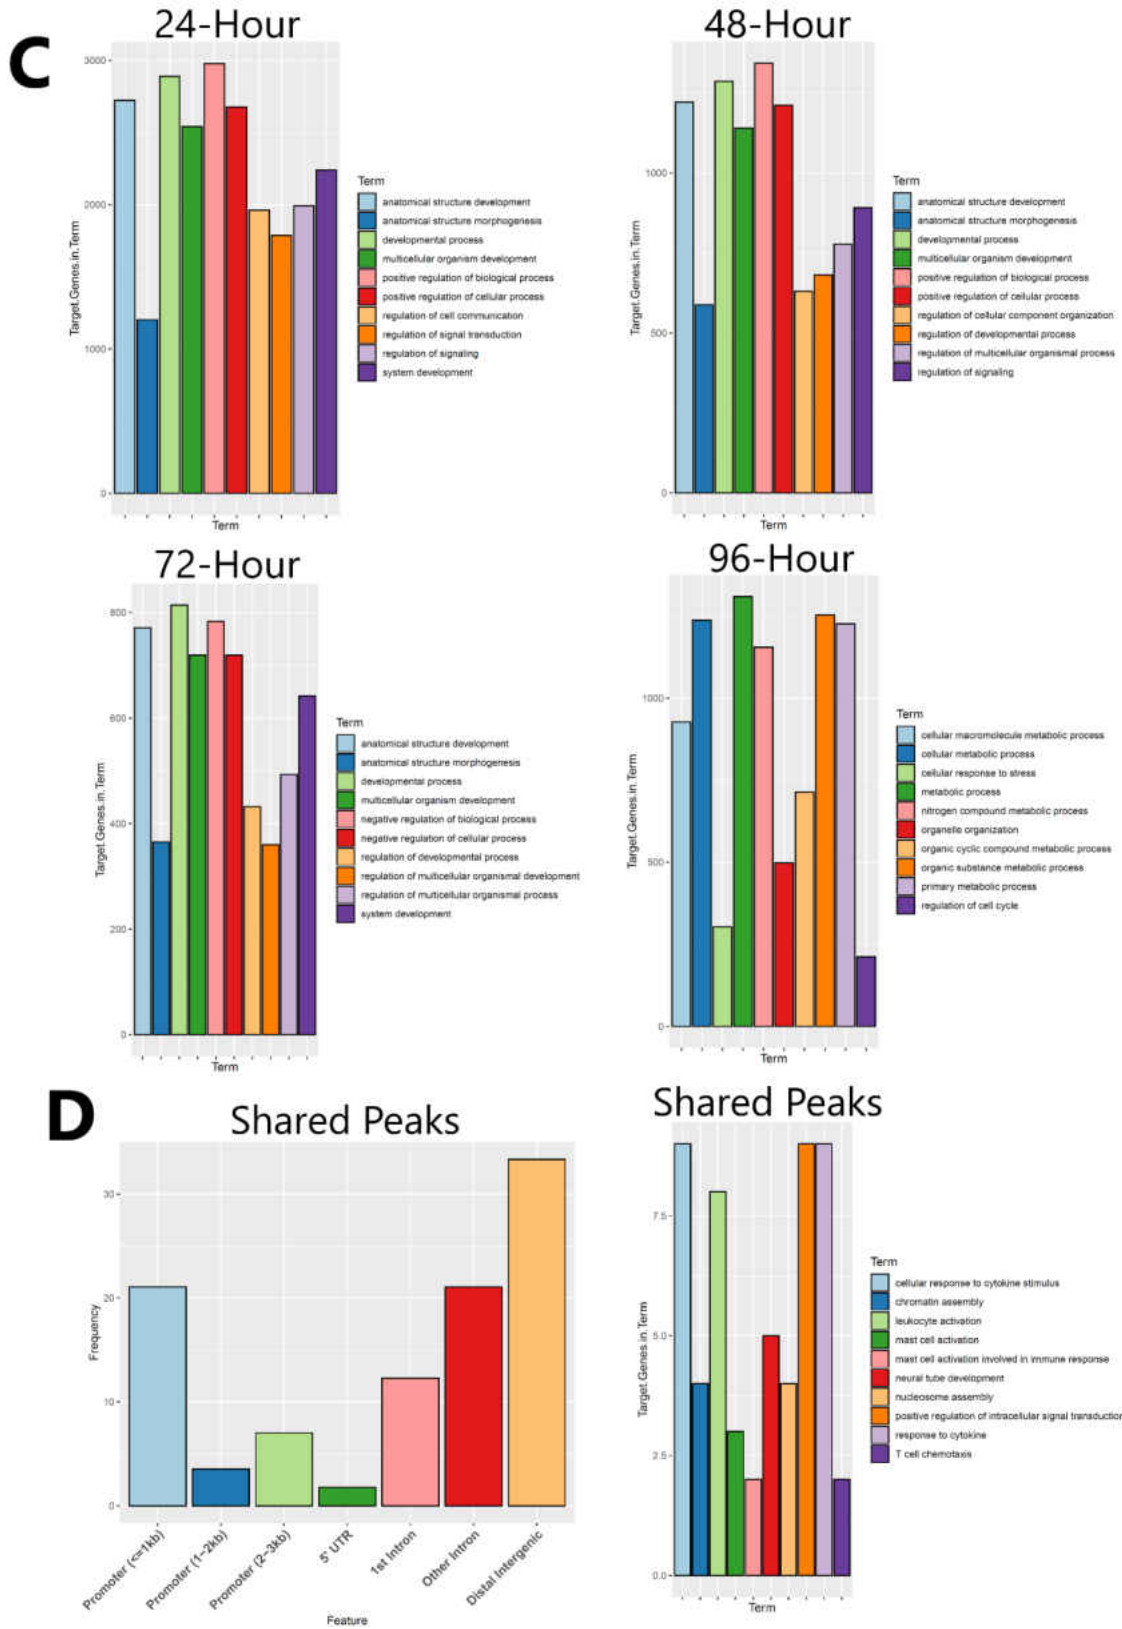 C
24-Hour
3000
2000
1000
0
Target.Genes.in.Term
Term
Term
anatomical structure development
anatomical structure morphogenesis
developmental process
multicellular organism development
positive regulation of biological process
positive regulation of cellular process
regulation of cell communication
regulation of signal transduction
regulation of signaling
system development
48-Hour
1000
500
0
Target.Genes.in.Term
Term
Term
anatomical structure development
anatomical structure morphogenesis
developmental process
multicellular organism development
positive regulation of biological process
positive regulation of cellular process
regulation of cellular component organization
regulation of developmental process
regulation of multicellular organismal process
regulation of signaling
72-Hour
800
600
400
200
0
Target.Genes.in.Term
Term
Term
anatomical structure development
anatomical structure morphogenesis
developmental process
multicellular organism development
negative regulation of biological process
negative regulation of cellular process
regulation of developmental process
regulation of multicellular organismal development
regulation of multicellular organismal process
system development
96-Hour
1000
500
0
Target.Genes.in.Term
Term
Term
cellular macromolecule metabolic process
cellular metabolic process
cellular response to stress
metabolic process
nitrogen compound metabolic process
organelle organization
organic cyclic compound metabolic process
organic substance metabolic process
primary metabolic process
regulation of cell cycle
D
Shared Peaks
30
20
10
0
Frequency
Promoter (<=1kb)
Promoter (1-2kb)
Promoter (2-3kb)
5' UTR
1st Intron
Other Intron
Distal Intergenic
Feature
Shared Peaks
7.5
5.0
2.5
0.0
Target.Genes.in.Term
Term
Term
cellular response to cytokine stimulus
chromatin assembly
leukocyte activation
mast cell activation
mast cell activation involved in immune response
neural tube development
nucleosome assembly
positive regulation of intracellular signal transduction
response to cytokine
T cell chemotaxis